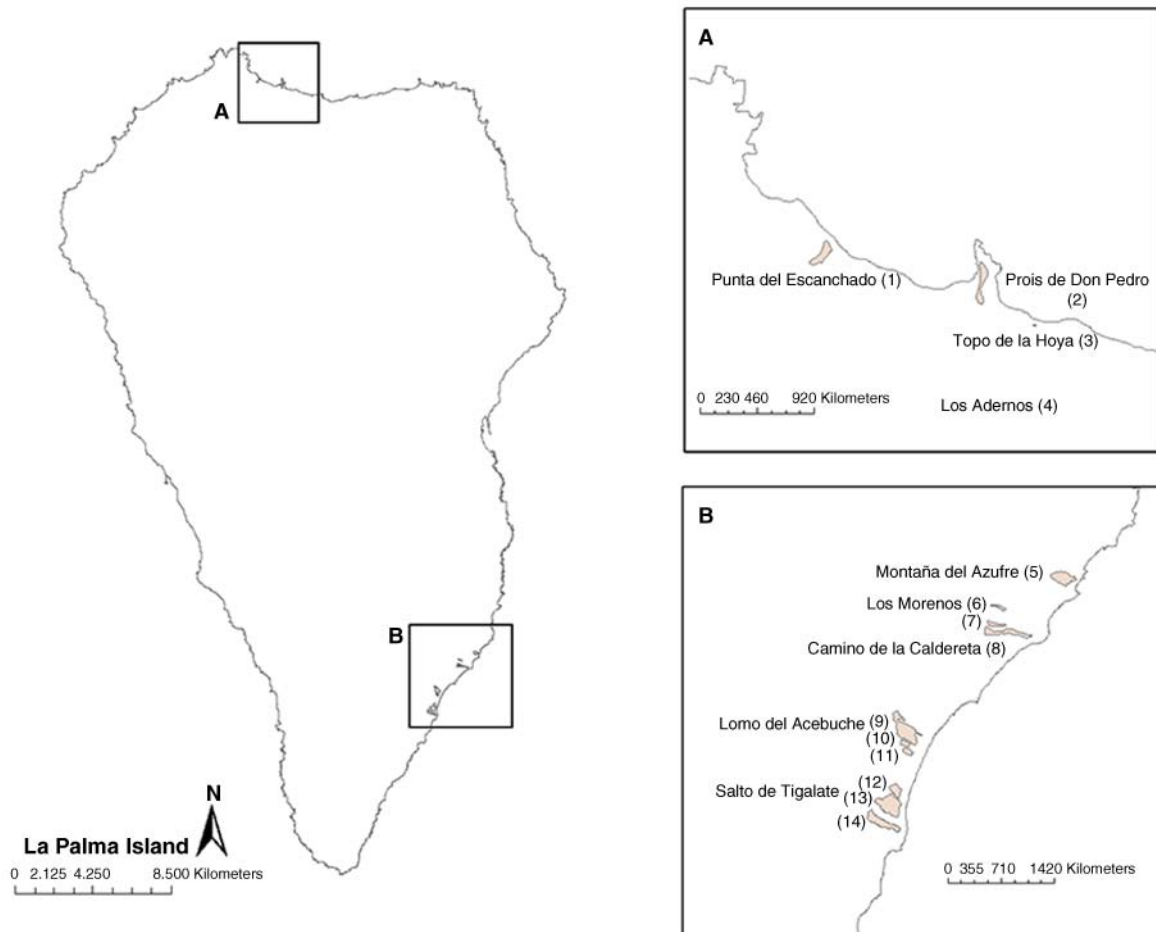 A
B
N
La Palma Island
0 2.125 4.250 8.500 Kilometers
A
Punta del Escanchado (1)
Prois de Don Pedro
(2)
Topo de la Hoya (3)
0 230 460 920 Kilometers
Los Adernos (4)
B
Montaña del Azufre (5)
Los Morenos (6)
(7)
Camino de la Caldereta (8)
Lomo del Acebuche (9)
(10)
(11)
(12)
Salto de Tigalate
(13)
(14)
0 355 710 1420 Kilometers